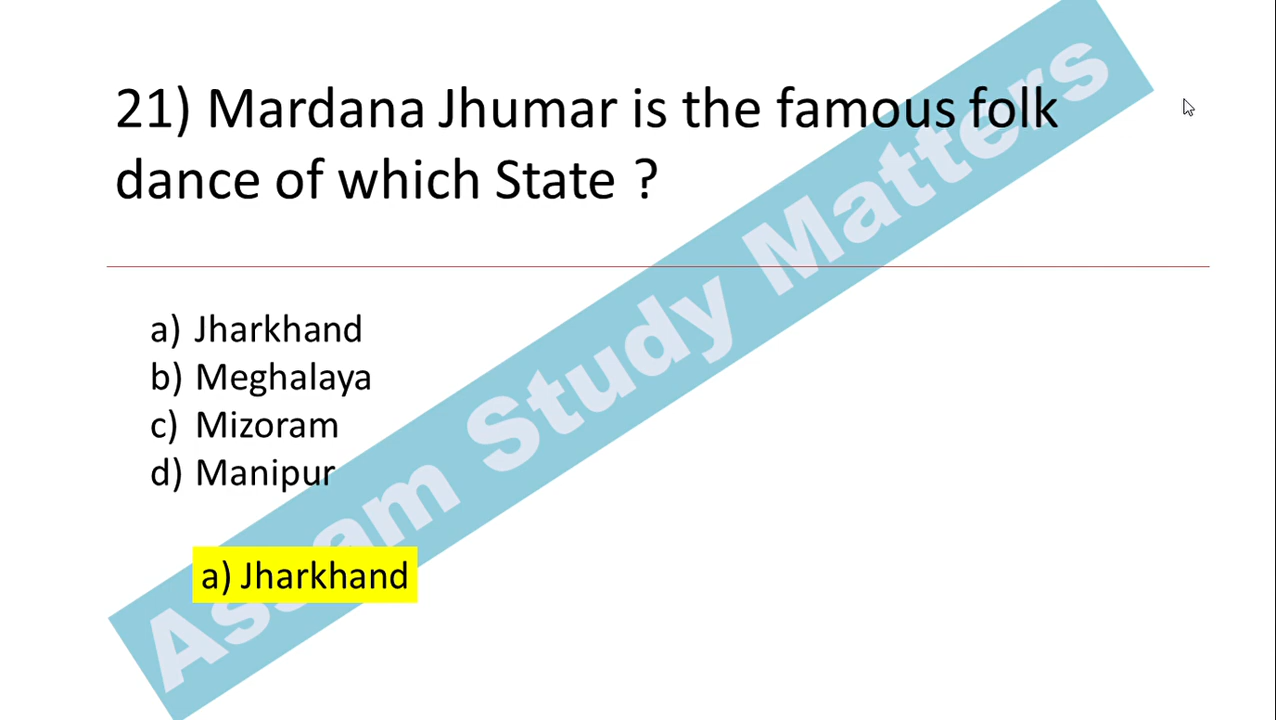 21) Mardana Jhumar is the famous folk
dance of which State ?
a) Jharkhand
b) Meghalaya
c) Mizoram
d) Manipur
a) Jharkhand
Assam Study Matters